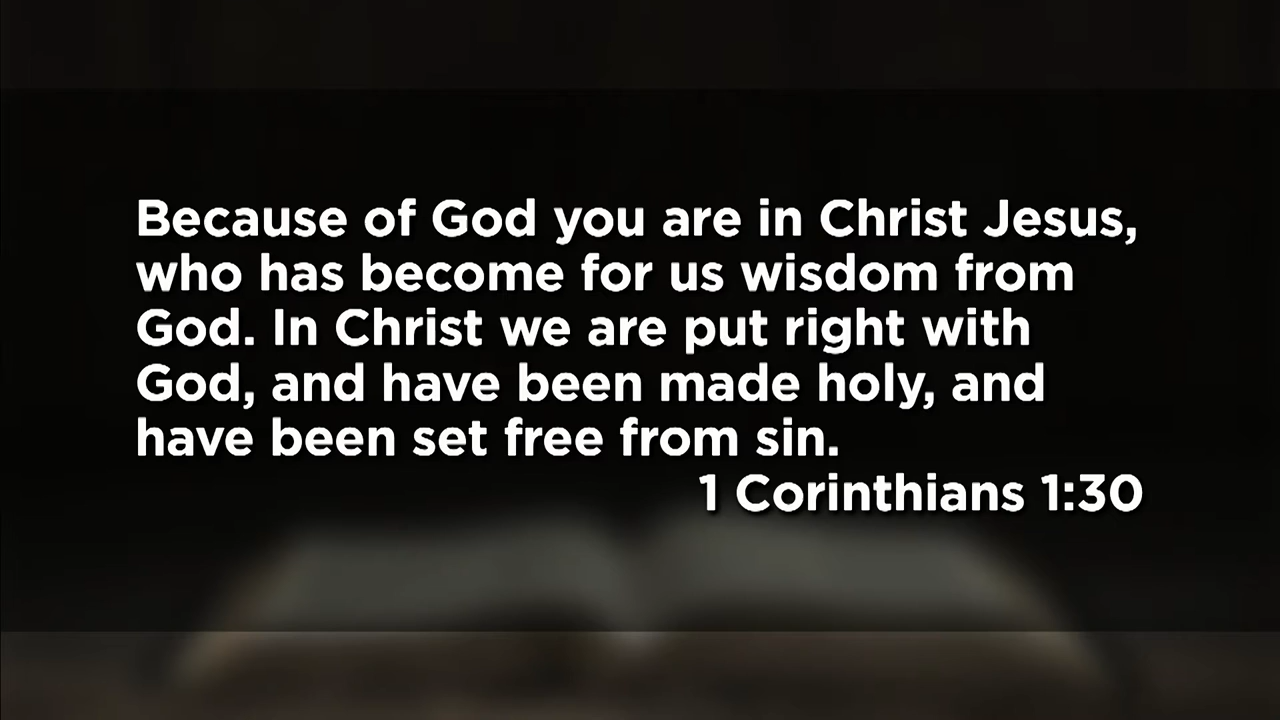 Because of God you are in Christ Jesus,
who has become for us wisdom from
God. In Christ we are put right with
God, and have been made holy, and
have been set free from sin.
1 Corinthians 1:30